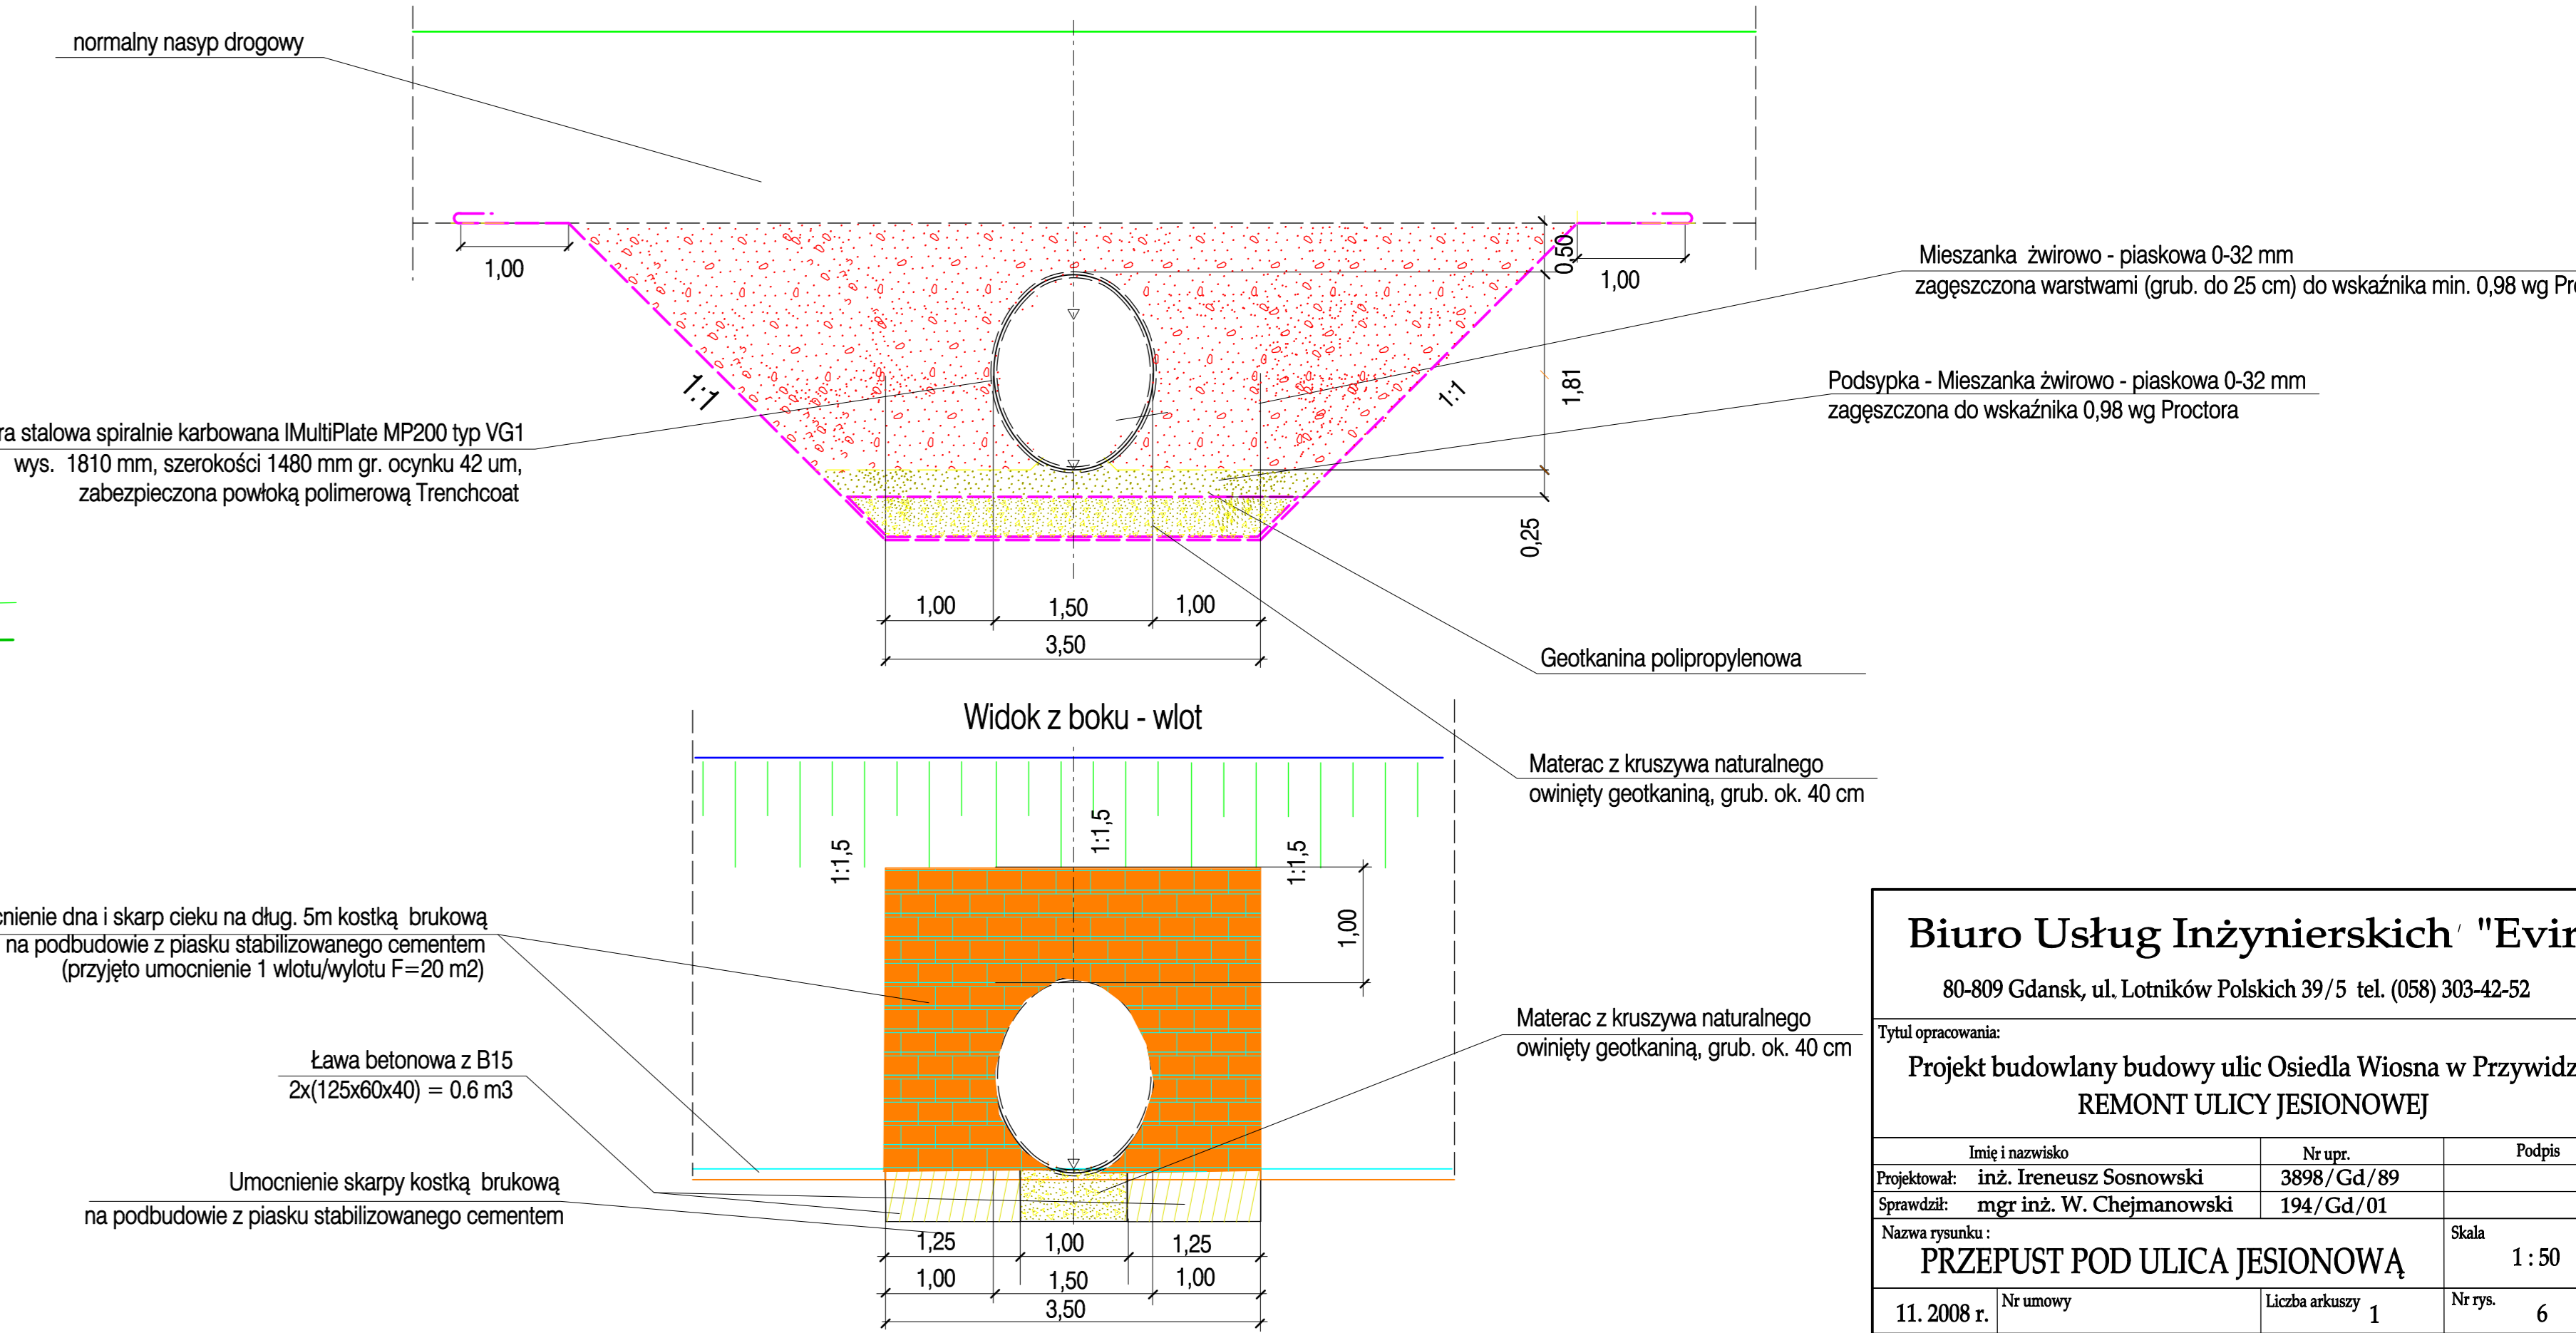 normalny nasyp drogowy
1,00
0,50
1,00
Mieszanka żwirowo - piaskowa 0-32 mm
zagęszczona warstwami (grub. do 25 cm) do wskaźnika min. 0,98 wg
1:1
1:1
1,81
Podsypka - Mieszanka żwirowo - piaskowa 0-32 mm
zagęszczona do wskaźnika 0,98 wg Proctora
stalowa spiralnie karbowana IMultiPlate MP200 typ VG1
wys. 1810 mm, szerokości 1480 mm gr. ocynku 42 um,
zabezpieczona powłoką polimerową Trenchcoat
0,25
1,00 1,50 1,00
3,50
Geotkanina polipropylenowa
Widok z boku - wlot
Materac z kruszywa naturalnego
owinięty geotkaniną, grub. ok. 40 cm
1:1,5
1:1,5
1:1,5
1,00
dna i skarp cieku na dług. 5m kostką brukową
na podbudowie z piasku stabilizowanego cementem
(przyjęto umocnienie 1 wlotu/wylotu F=20 m2)
Materac z kruszywa naturalnego
owinięty geotkaniną, grub. ok. 40 cm
Ława betonowa z B15
2x(125x60x40) = 0.6 m3
Umocnienie skarpy kostką brukową
na podbudowie z piasku stabilizowanego cementem
1,25 1,00 1,25
1,00 1,50 1,00
3,50
Biuro Usług Inżynierskich
80-809 Gdansk, ul. Lotników Polskich 39/5 tel. (058) 303-42-52
Tytul opracowania:
Projekt budowlany budowy ulic Osiedla Wiosna w
REMONT ULICY JESIONOWEJ
Imię i nazwisko Nr upr. Podpis
Projektował: inż. Ireneusz Sosnowski 3898/Gd/89
Sprawdził: mgr inż. W. Chejmanowski 194/Gd/01
Nazwa rysunku : Skala
PRZEPUST POD ULICA JESIONOWĄ 1 : 50
11. 2008 r. Nr umowy Liczba arkuszy 1 Nr rys. 6